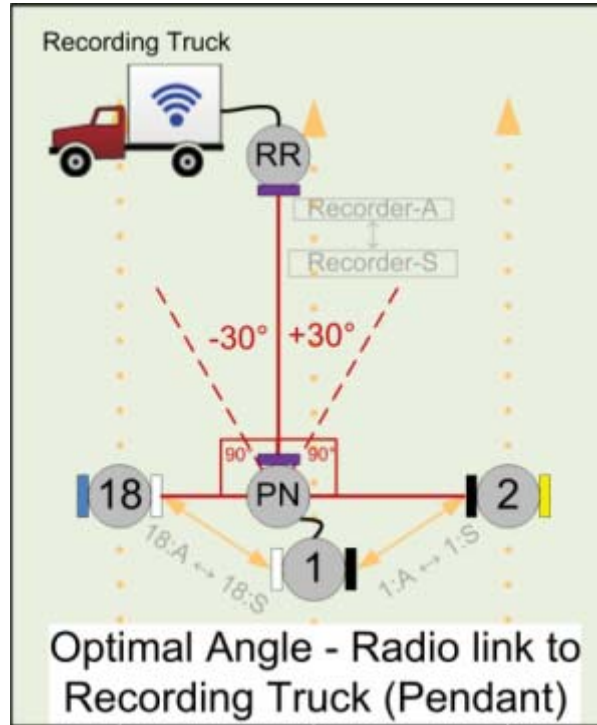 Recording Truck
RR
Recorder-A
Recorder-S
-30° +30°
90° 90°
18 PN 2
18:A ↔ 18:S
1
1:A ↔ 1:S
Optimal Angle - Radio link to
Recording Truck (Pendant)